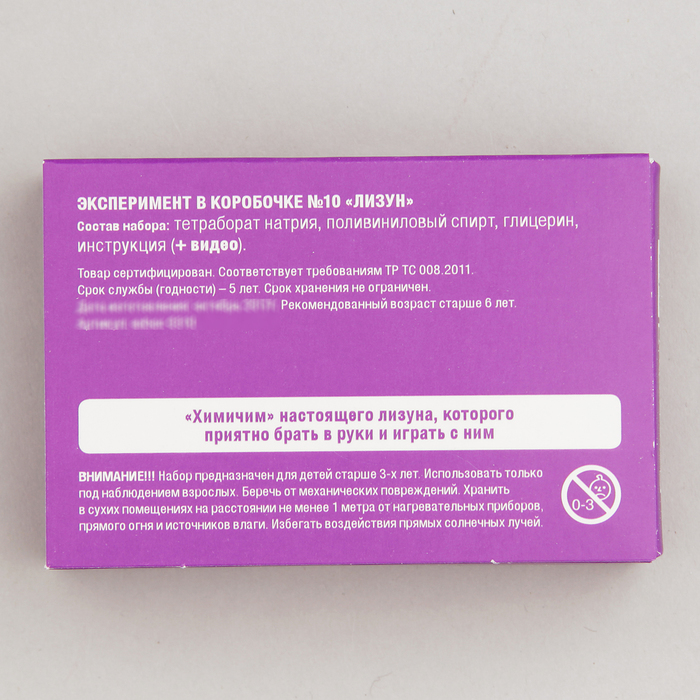 ЭКСПЕРИМЕНТ В КОРОБОЧКЕ №10 «ЛИЗУН»
Состав набора: тетраборат натрия, поливиниловый спирт, глицерин,
инструкция (+ видео).
Товар сертифицирован. Соответствует требованиям ТР ТС 008.2011.
Срок службы (годности) – 5 лет. Срок хранения не ограничен.
Рекомендованный возраст старше 6 лет.
«Химичим» настоящего лизуна, которого
приятно брать в руки и играть с ним
ВНИМАНИЕ!!! Набор предназначен для детей старше 3-х лет. Использовать только
под наблюдением взрослых. Беречь от механических повреждений. Хранить
в сухих помещениях на расстоянии не менее 1 метра от нагревательных приборов,
прямого огня и источников влаги. Избегать воздействия прямых солнечных лучей.
0-3